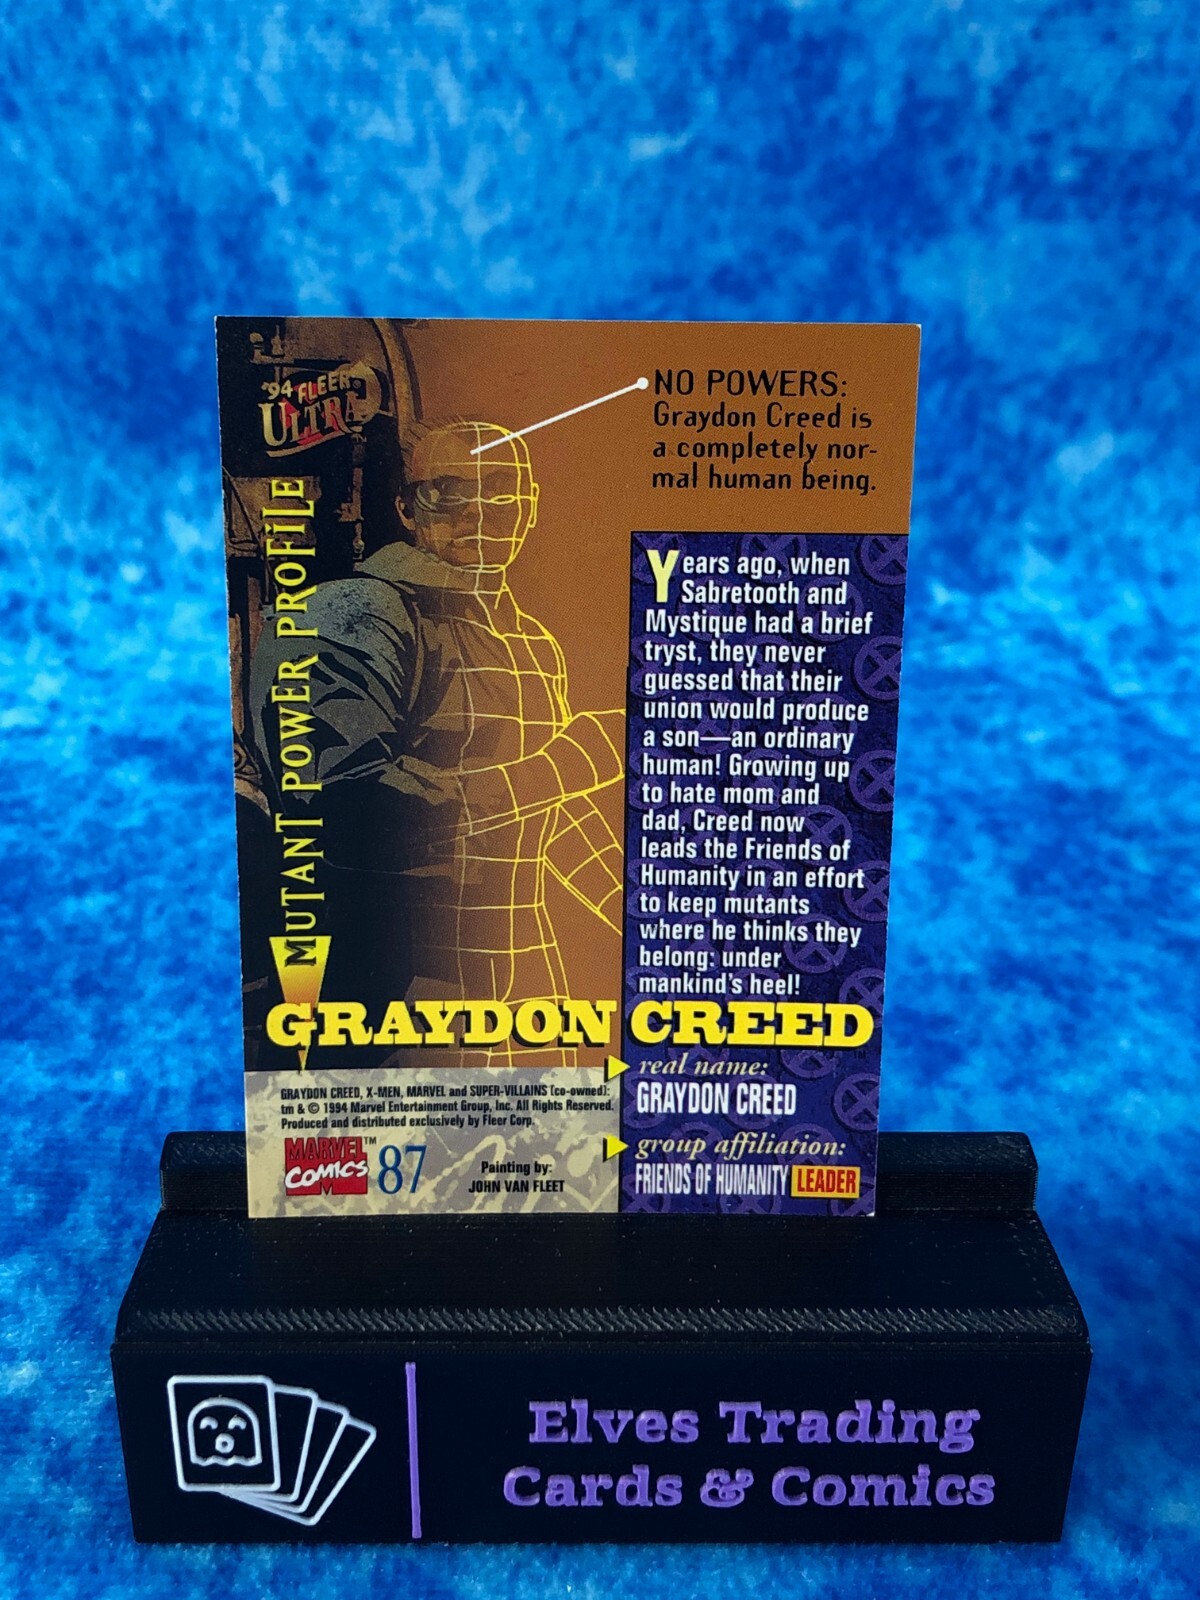 '94 FLEER
ULTRA
MUTANT POWER PROFILE
NO POWERS:
Graydon Creed is
a completely nor-
mal human being.
Years ago, when
Sabretooth and
Mystique had a brief
tryst, they never
guessed that their
union would produce
a son—an ordinary
human! Growing up
to hate mom and
dad, Creed now
leads the Friends of
Humanity in an effort
to keep mutants
where he thinks they
belong: under
mankind's heel!
GRAYDON CREED™
real name:
GRAYDON CREED
group affiliation:
FRIENDS OF HUMANITY LEADER
GRAYDON CREED, X-MEN, MARVEL and SUPER-VILLAINS (co-owned):
tm & © 1994 Marvel Entertainment Group, Inc. All Rights Reserved.
Produced and distributed exclusively by Fleer Corp.
MARVEL™
COMICS
87
Painting by:
JOHN VAN FLEET
Elves Trading
Cards & Comics